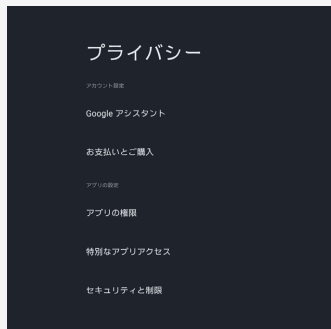 プライバシー
アカウント設定
Google アシスタント
お支払いとご購入
アプリの設定
アプリの権限
特別なアプリアクセス
セキュリティと制限